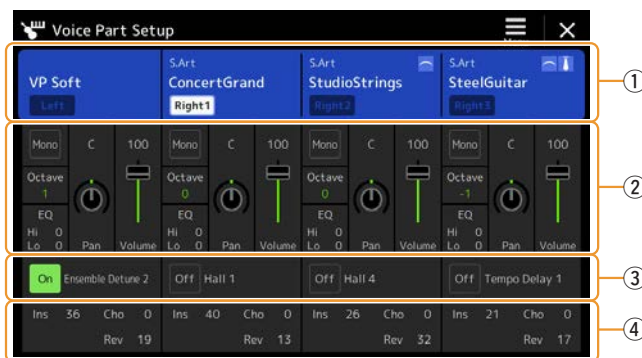 Voice Part Setup
VP Soft
Left
S.Art
ConcertGrand
Right1
S.Art
StudioStrings
Right2
S.Art
SteelGuitar
Right3
1
Mono C 100
Octave
1
EQ
Hi 0
Lo 0 Pan Volume
Mono C 100
Octave
0
EQ
Hi 0
Lo 0 Pan Volume
Mono C 100
Octave
0
EQ
Hi 0
Lo 0 Pan Volume
Mono C 100
Octave
-1
EQ
Hi 0
Lo 0 Pan Volume
2
On Ensemble Detune 2 Off Hall 1 Off Hall 4 Off Tempo Delay 1
3
Ins 36 Cho 0 Ins 40 Cho 0 Ins 26 Cho 0 Ins 21 Cho 0
Rev 19 Rev 13 Rev 32 Rev 17
4